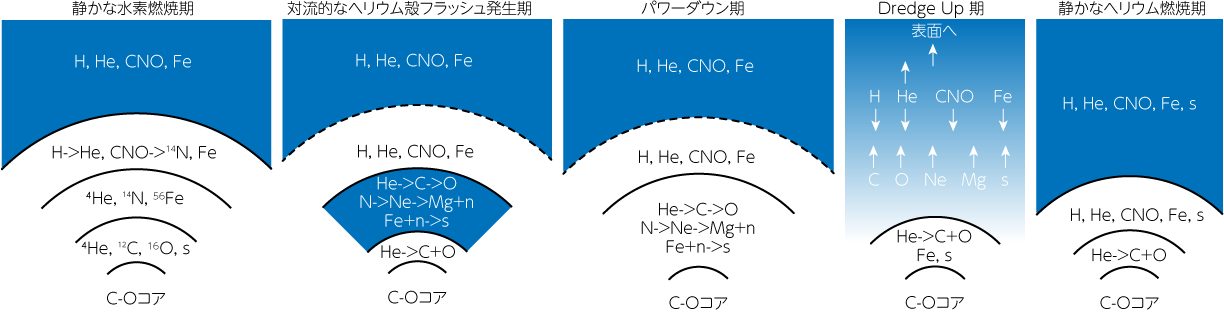 静かな水素燃焼期
H, He, CNO, Fe
H->He, CNO->¹⁴N, Fe
⁴He, ¹⁴N, ⁵⁶Fe
⁴He, ¹²C, ¹⁶O, s
C-Oコア
対流的なヘリウム殻フラッシュ発生期
H, He, CNO, Fe
H, He, CNO, Fe
He->C->O
N->Ne->Mg+n
Fe+n->s
He->C+O
C-Oコア
パワーダウン期
H, He, CNO, Fe
H, He, CNO, Fe
He->C->O
N->Ne->Mg+n
Fe+n->s
C-Oコア
Dredge Up 期
表面へ
H He CNO Fe
C O Ne Mg s
He->C+O
Fe, s
C-Oコア
静かなヘリウム燃焼期
H, He, CNO, Fe, s
H, He, CNO, Fe, s
He->C+O
C-Oコア